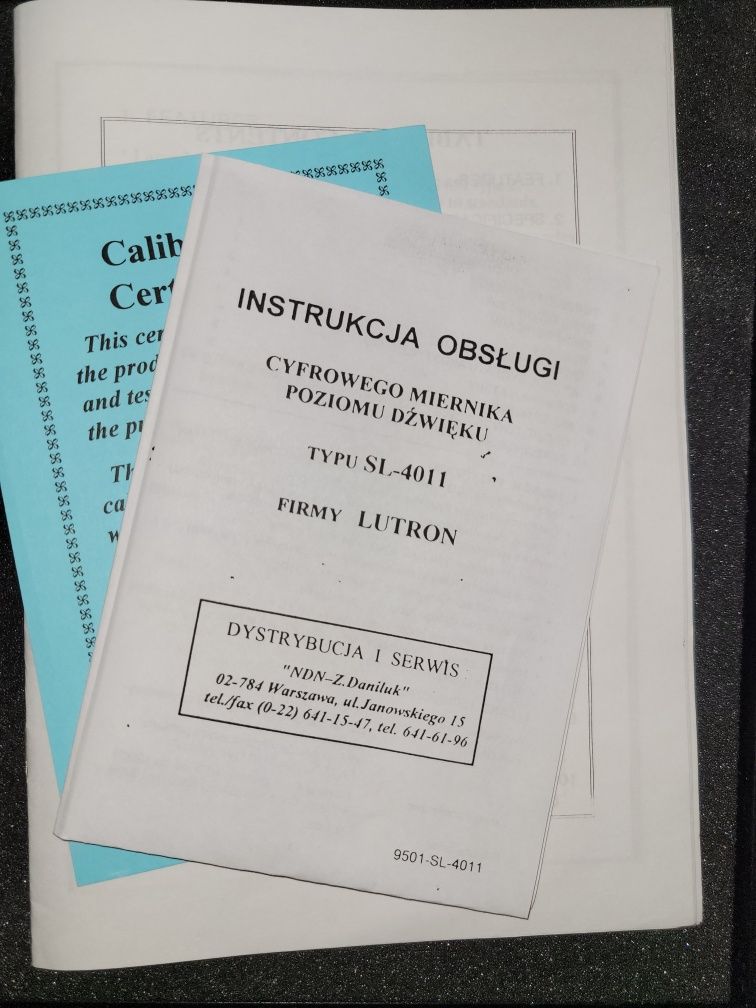 Calib
Cert
This cer
the prod
and tes
the p
Th
ca
w
INSTRUKCJA OBSŁUGI
CYFROWEGO MIERNIKA
POZIOMU DŹWIĘKU
TYPU SL-4011
FIRMY LUTRON
DYSTRYBUCJA I SERWIS
"NDN–Z.Daniluk"
02-784 Warszawa, ul.Janowskiego 15
tel./fax (0-22) 641-15-47, tel. 641-61-96
9501-SL-4011